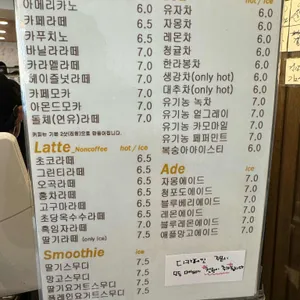 아메리카노 6.0
카페라떼 6.5
카푸치노 6.5
바닐라라떼 7.0
카라멜라떼 7.0
헤이즐넛라떼 7.0
카페모카 7.0
아몬드모카 7.0
돌체(연유)라떼 7.0
Latte_Noncoffee hot / ice
초코라떼 6.5
그린티라떼 6.5
오곡라떼 6.5
홍차라떼 6.5
고구마라떼 6.5
초당옥수수라떼 7.0
흑임자라떼 7.0
딸기라떼 (only Ice) 7.0
Smoothie ice
딸기스무디 7.5
망고스무디 7.5
딸기요거트스무디 7.5
플레인요거트스무디 7.5
hot / ice
유자차 6.0
자몽차 6.0
레몬차 6.0
청귤차 6.0
한라봉차 6.0
생강차(only hot) 7.0
대추차(only hot) 7.0
유기농 녹차 7.0
유기농 얼그레이 7.0
유기농 카모마일 7.0
유기농 페퍼민트 7.0
복숭아아이스티 6.0
Ade ice
자몽에이드 7.0
청포도에이드 7.0
블루베리에이드 7.0
레몬에이드 7.0
블루레몬에이드 7.0
애플망고에이드 7.0
디카페인